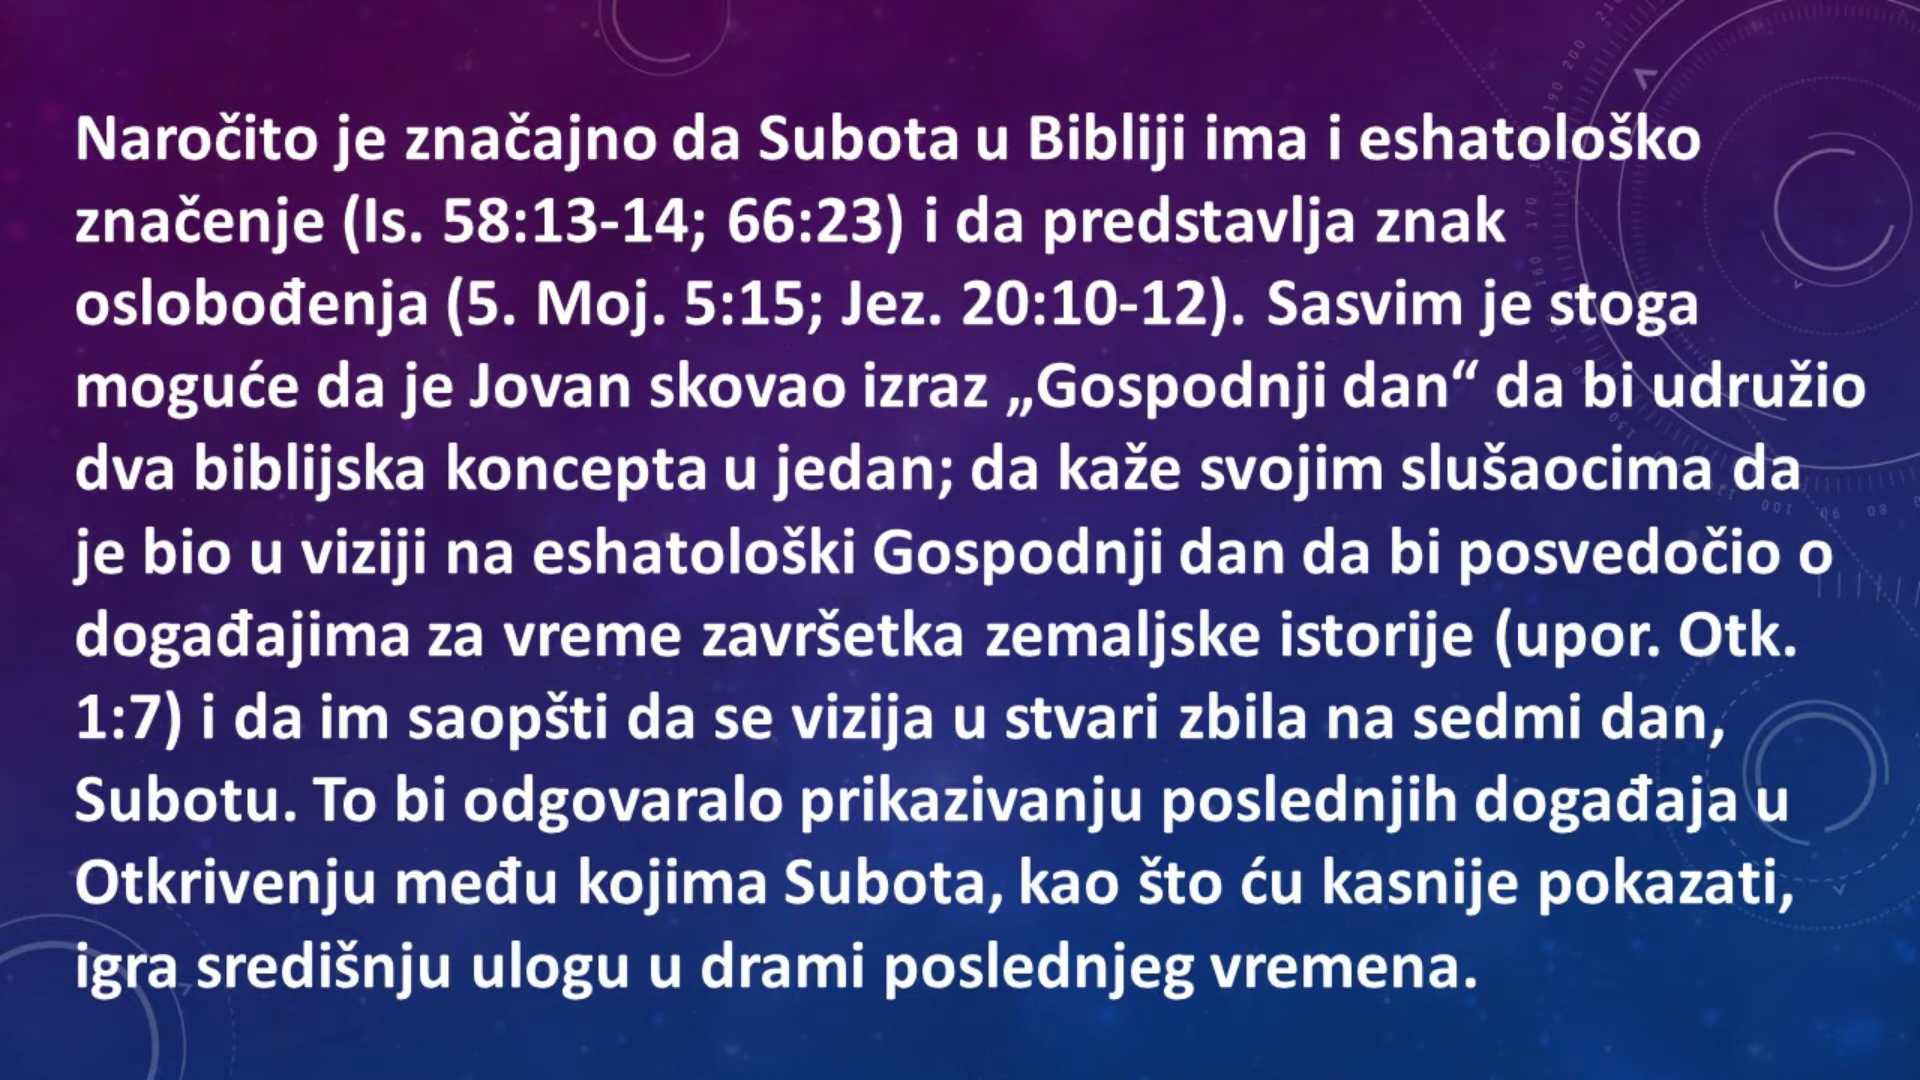 Naročito je značajno da Subota u Bibliji ima i eshatološko
značenje (Is. 58:13-14; 66:23) i da predstavlja znak
oslobođenja (5. Moj. 5:15; Jez. 20:10-12). Sasvim je stoga
moguće da je Jovan skovao izraz „Gospodnji dan“ da bi udružio
dva biblijska koncepta u jedan; da kaže svojim slušaocima da
je bio u viziji na eshatološki Gospodnji dan da bi posvedočio o
događajima za vreme završetka zemaljske istorije (upor. Otk.
1:7) i da im saopšti da se vizija u stvari zbila na sedmi dan,
Subotu. To bi odgovaralo prikazivanju poslednjih događaja u
Otkrivenju među kojima Subota, kao što ću kasnije pokazati,
igra središnju ulogu u drami poslednjeg vremena.